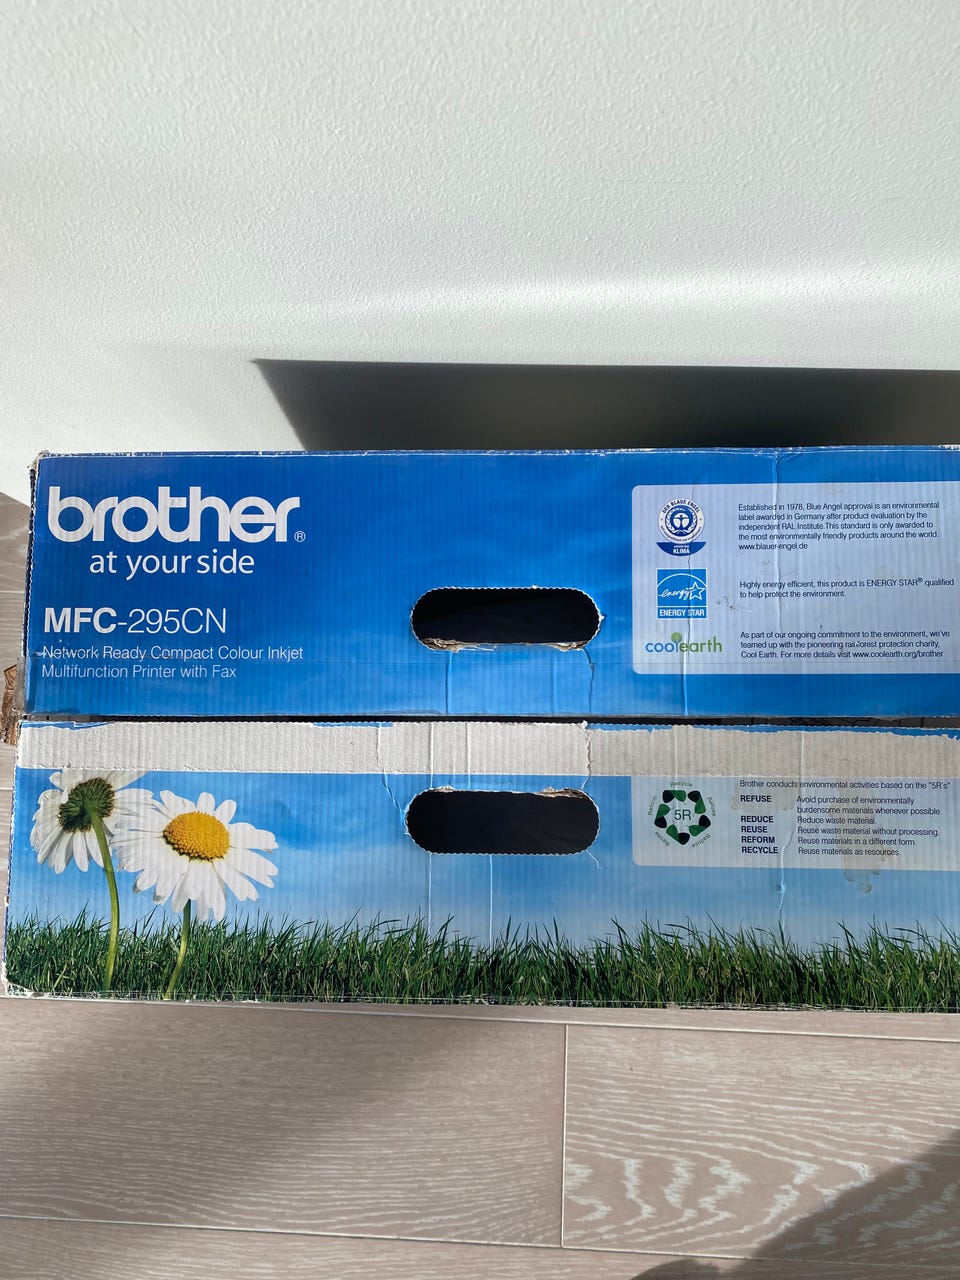 brother®
at your side
MFC-295CN
Network Ready Compact Colour Inkjet
Multifunction Printer with Fax
DER BLAUE ENGEL
KLIMA
Established in 1978, Blue Angel approval is an environmental
label awarded in Germany after product evaluation by the
independent RAL Institute.This standard is only awarded to
the most environmentally friendly products around the world.
www.blauer-engel.de
energy
ENERGY STAR
Highly energy efficient, this product is ENERGY STAR® qualified
to help protect the environment.
coolearth
As part of our ongoing commitment to the environment, we've
teamed up with the pioneering rainforest protection charity,
Cool Earth. For more details visit www.coolearth.org/brother
Recycle
Refuse
Reduce
Reuse
Reform
5R
Brother conducts environmental activities based on the "5R's"
REFUSE Avoid purchase of environmentally
burdensome materials whenever possible.
REDUCE Reduce waste material.
REUSE Reuse waste material without processing.
REFORM Reuse materials in a different form.
RECYCLE Reuse materials as resources.